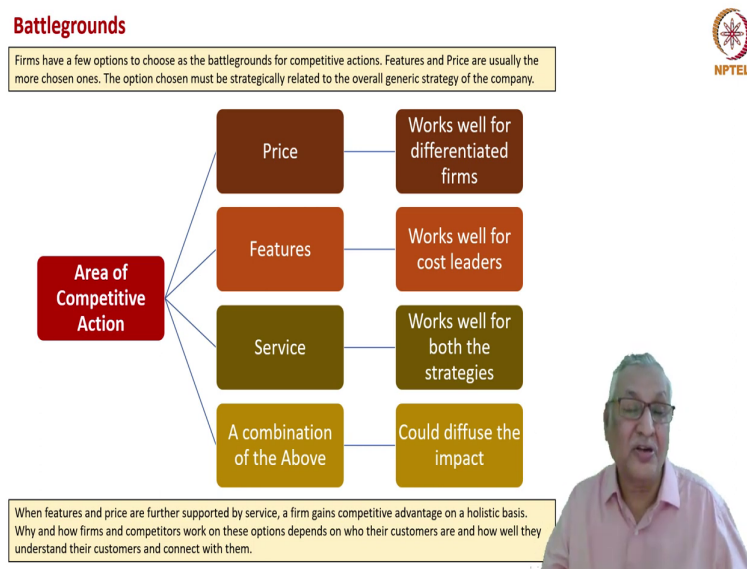 Battlegrounds
Firms have a few options to choose as the battlegrounds for competitive actions. Features and Price are usually the
more chosen ones. The option chosen must be strategically related to the overall generic strategy of the company.
NPTEL
Area of
Competitive
Action
Price
Works well for
differentiated
firms
Features
Works well for
cost leaders
Service
Works well for
both the
strategies
A combination
of the Above
Could diffuse the
impact
When features and price are further supported by service, a firm gains competitive advantage on a holistic basis.
Why and how firms and competitors work on these options depends on who their customers are and how well they
understand their customers and connect with them.